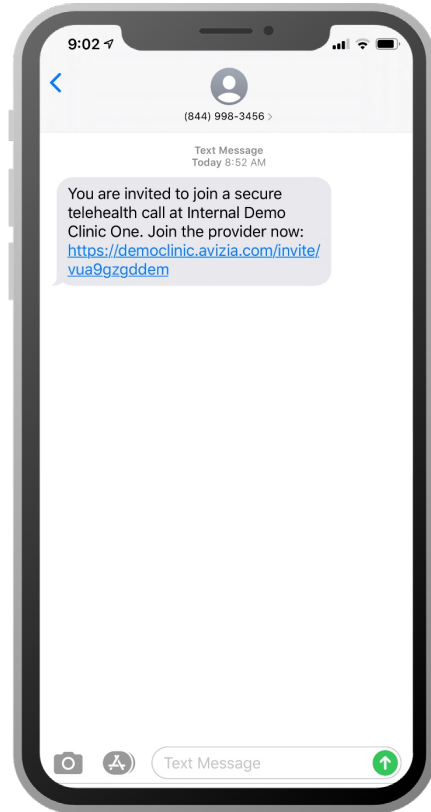 9:02
(844) 998-3456 >
Text Message
Today 8:52 AM
You are invited to join a secure
telehealth call at Internal Demo
Clinic One. Join the provider now:
https://democlinic.avizia.com/invite/
vua9gzgddem
Text Message